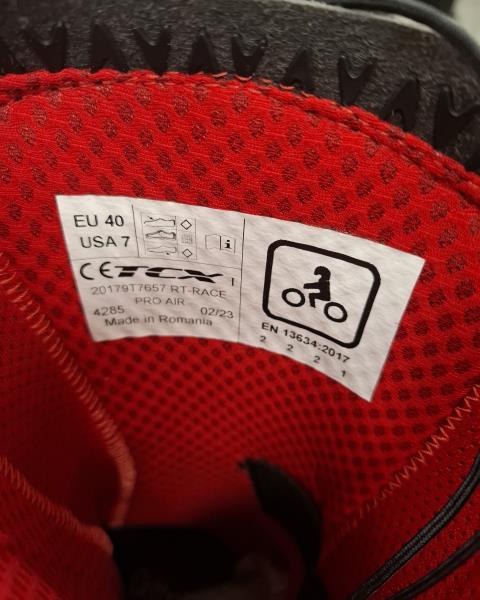 EU 40
USA 7
CE TCX I
20179T7657 RT-RACE
PRO AIR
4285 02/23
Made in Romania
i
EN 13634:2017
2 2 2 1